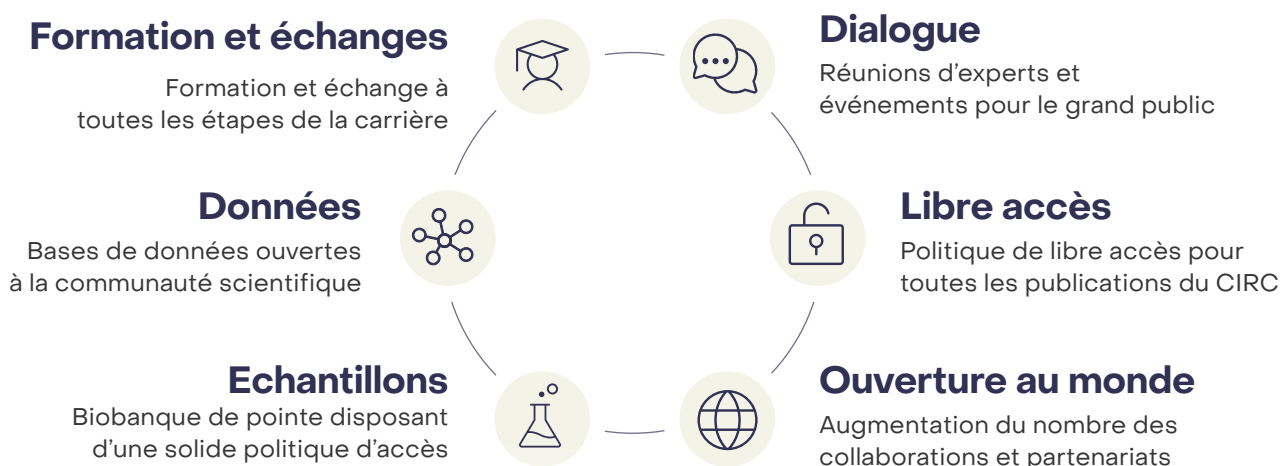 Formation et échanges
Formation et échange à
toutes les étapes de la carrière
Dialogue
Réunions d'experts et
événements pour le grand public
Données
Bases de données ouvertes
à la communauté scientifique
Libre accès
Politique de libre accès pour
toutes les publications du CIRC
Echantillons
Biobanque de pointe disposant
d'une solide politique d'accès
Ouverture au monde
Augmentation du nombre des
collaborations et partenariats